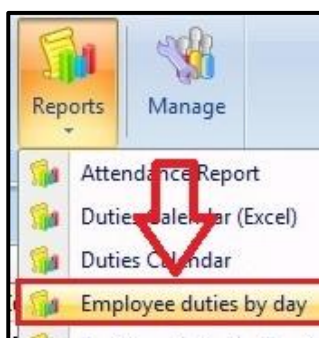 Reports
Manage
Attendance Report
Duties Calendar (Excel)
Duties Calendar
Employee duties by day